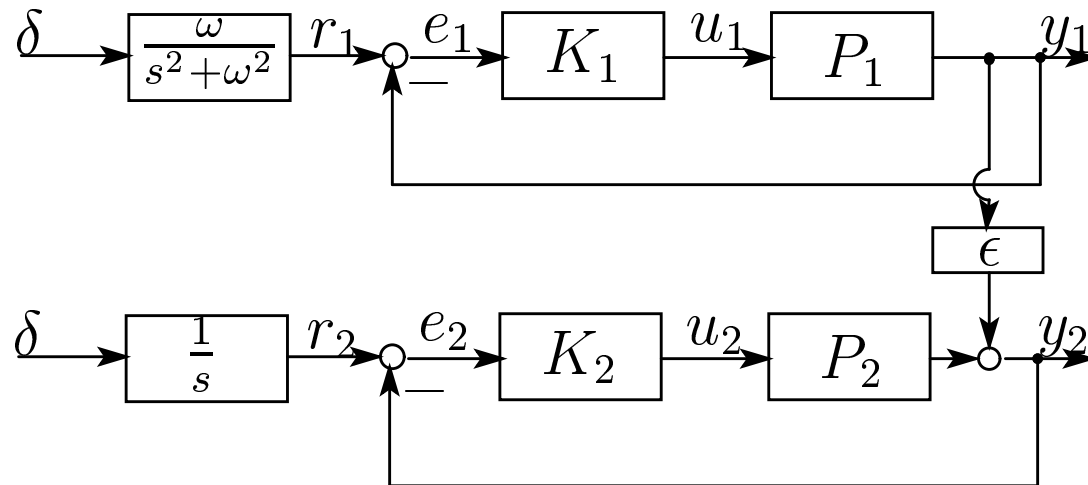 δ ω/(s²+ω²) r₁ e₁ K₁ u₁ P₁ y₁
−
ϵ
δ 1/s r₂ e₂ K₂ u₂ P₂ y₂
−